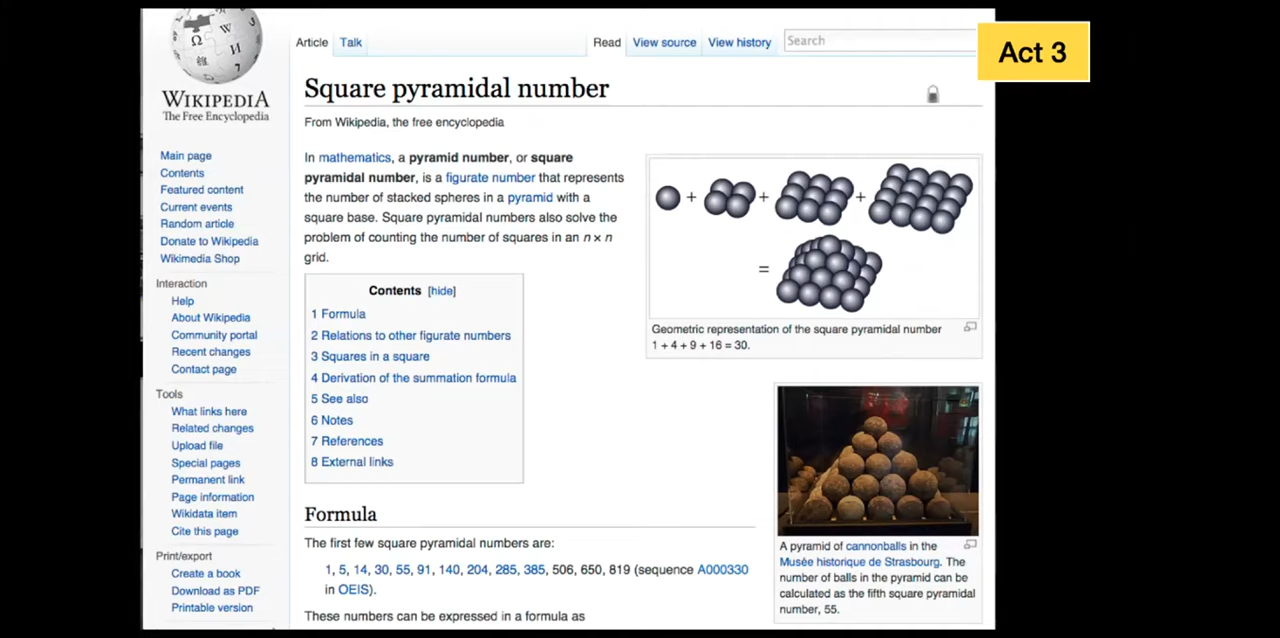 Act 3
WIKIPEDIA
The Free Encyclopedia
Main page
Contents
Featured content
Current events
Random article
Donate to Wikipedia
Wikimedia Shop
Interaction
Help
About Wikipedia
Community portal
Recent changes
Contact page
Tools
What links here
Related changes
Upload file
Special pages
Permanent link
Page information
Wikidata item
Cite this page
Print/export
Create a book
Download as PDF
Printable version
Article Talk
Read View source View history Search
Square pyramidal number
From Wikipedia, the free encyclopedia
In mathematics, a pyramid number, or square
pyramidal number, is a figurate number that represents
the number of stacked spheres in a pyramid with a
square base. Square pyramidal numbers also solve the
problem of counting the number of squares in an n × n
grid.
Contents [hide]
1 Formula
2 Relations to other figurate numbers
3 Squares in a square
4 Derivation of the summation formula
5 See also
6 Notes
7 References
8 External links
+ + +
=
Geometric representation of the square pyramidal number
1 + 4 + 9 + 16 = 30.
A pyramid of cannonballs in the
Musée historique de Strasbourg. The
number of balls in the pyramid can be
calculated as the fifth square pyramidal
number, 55.
Formula
The first few square pyramidal numbers are:
1, 5, 14, 30, 55, 91, 140, 204, 285, 385, 506, 650, 819 (sequence A000330
in OEIS).
These numbers can be expressed in a formula as